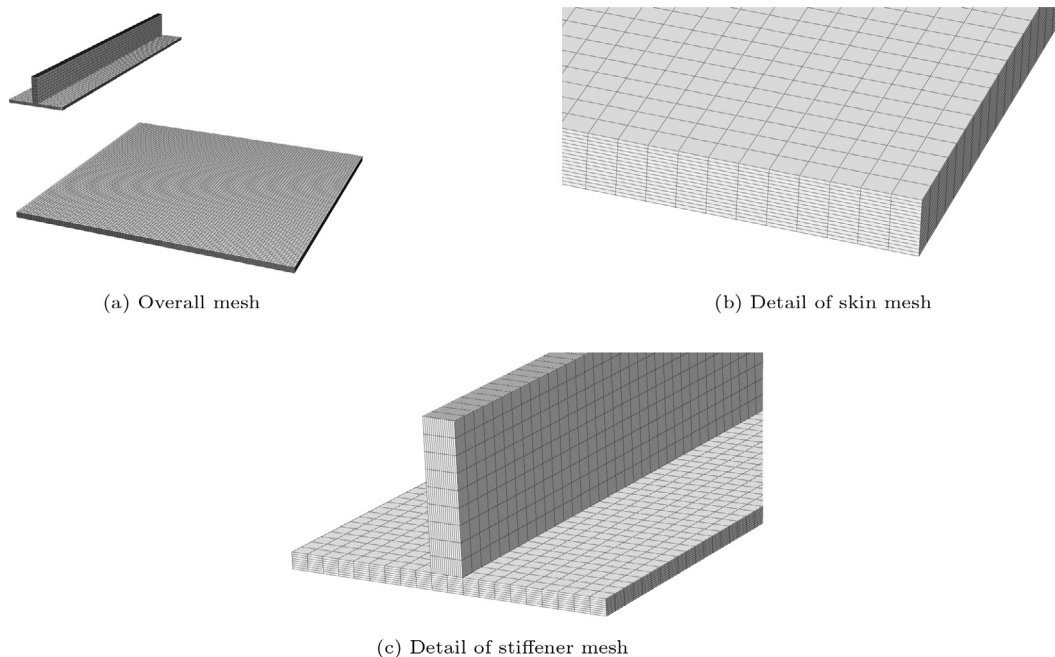 (a) Overall mesh
(b) Detail of skin mesh
(c) Detail of stiffener mesh